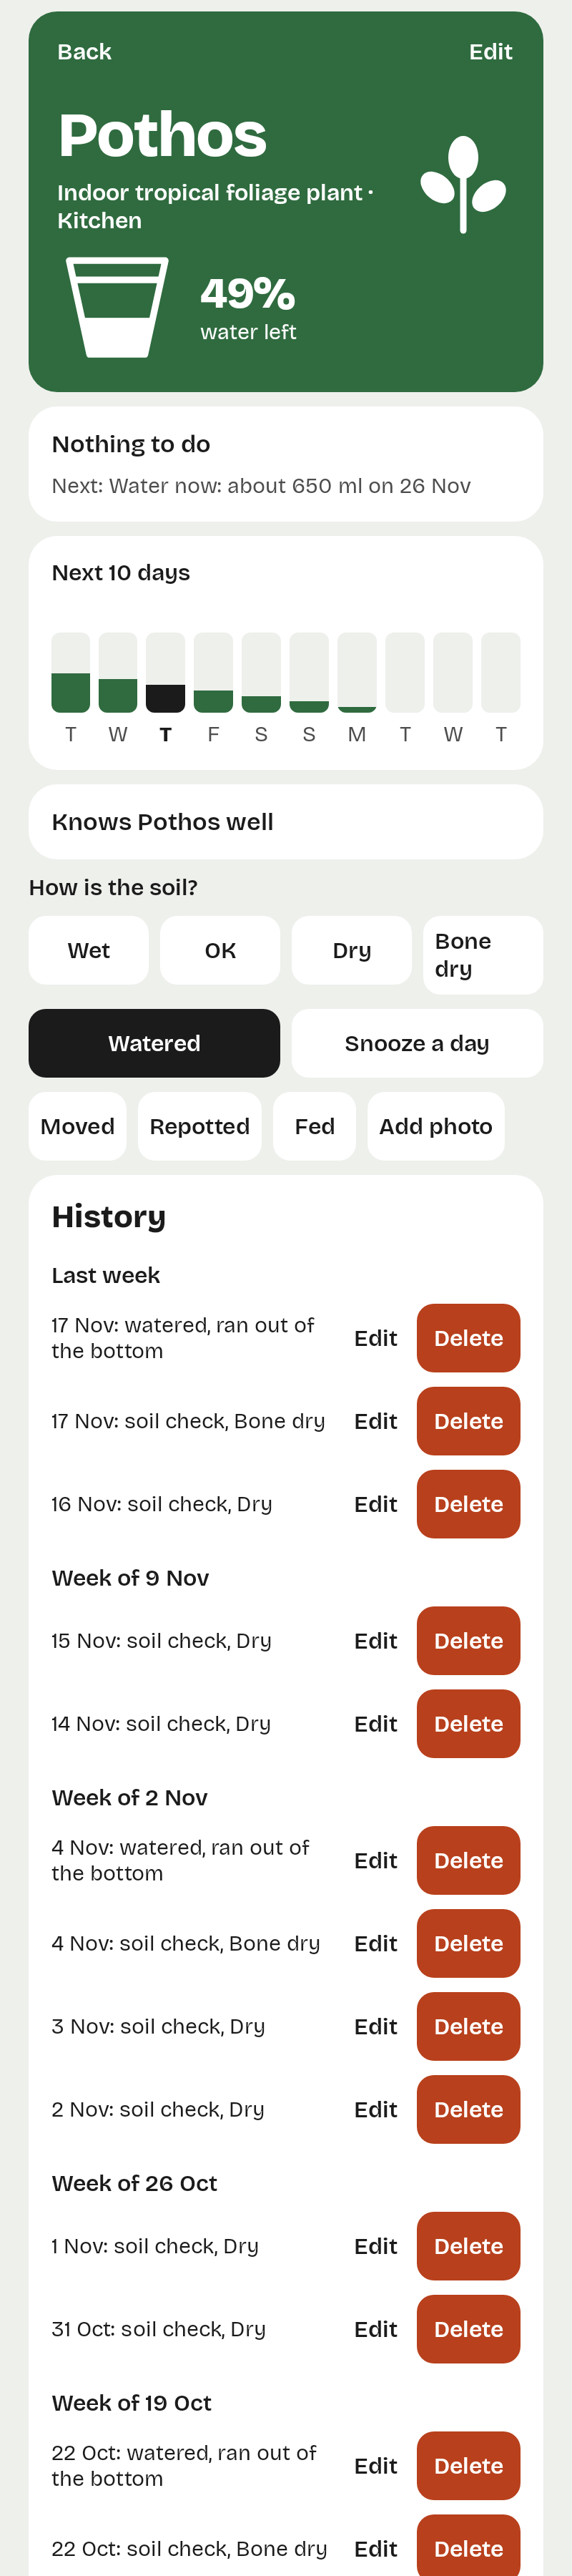 Back
Edit
Pothos
Indoor tropical foliage plant ·
Kitchen
49%
water left
Nothing to do
Next: Water now: about 650 ml on 26 Nov
Next 10 days
T W T F S S M T W T
Knows Pothos well
How is the soil?
Wet
OK
Dry
Bone
dry
Watered
Snooze a day
Moved
Repotted
Fed
Add photo
History
Last week
17 Nov: watered, ran out of
the bottom
Edit
Delete
17 Nov: soil check, Bone dry
Edit
Delete
16 Nov: soil check, Dry
Edit
Delete
Week of 9 Nov
15 Nov: soil check, Dry
Edit
Delete
14 Nov: soil check, Dry
Edit
Delete
Week of 2 Nov
4 Nov: watered, ran out of
the bottom
Edit
Delete
4 Nov: soil check, Bone dry
Edit
Delete
3 Nov: soil check, Dry
Edit
Delete
2 Nov: soil check, Dry
Edit
Delete
Week of 26 Oct
1 Nov: soil check, Dry
Edit
Delete
31 Oct: soil check, Dry
Edit
Delete
Week of 19 Oct
22 Oct: watered, ran out of
the bottom
Edit
Delete
22 Oct: soil check, Bone dry
Edit
Delete